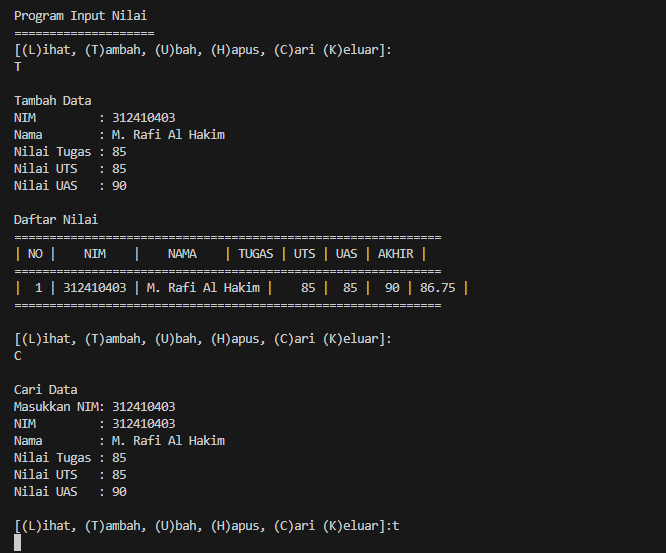 Program Input Nilai
====================
[(L)ihat, (T)ambah, (U)bah, (H)apus, (C)ari (K)eluar]:
T
Tambah Data
NIM         : 312410403
Nama        : M. Rafi Al Hakim
Nilai Tugas : 85
Nilai UTS   : 85
Nilai UAS   : 90
Daftar Nilai
=============================================================
| NO |    NIM    |    NAMA    | TUGAS | UTS | UAS | AKHIR |
=============================================================
|  1 | 312410403 | M. Rafi Al Hakim |    85 |  85 |  90 | 86.75 |
=============================================================
[(L)ihat, (T)ambah, (U)bah, (H)apus, (C)ari (K)eluar]:
C
Cari Data
Masukkan NIM: 312410403
NIM         : 312410403
Nama        : M. Rafi Al Hakim
Nilai Tugas : 85
Nilai UTS   : 85
Nilai UAS   : 90
[(L)ihat, (T)ambah, (U)bah, (H)apus, (C)ari (K)eluar]:t